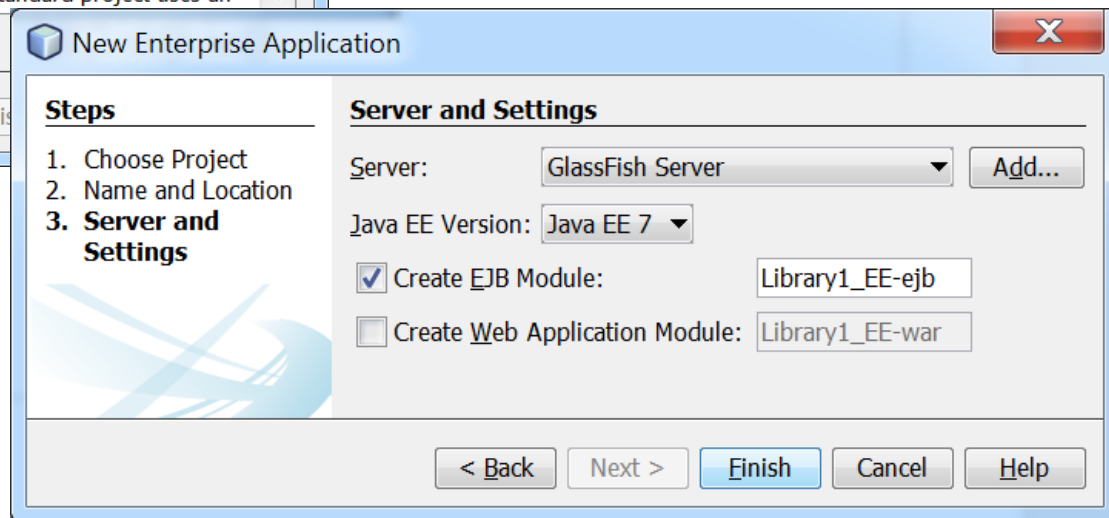 New Enterprise Application
X
Steps
1. Choose Project
2. Name and Location
3. Server and
Settings
Server and Settings
Server: GlassFish Server Add...
Java EE Version: Java EE 7
Create EJB Module: Library1_EE-ejb
Create Web Application Module: Library1_EE-war
< Back Next > Finish Cancel Help